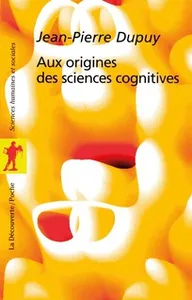 Jean-Pierre Dupuy
Aux origines
des sciences cognitives
Sciences humaines et sociales
La Découverte/Poche